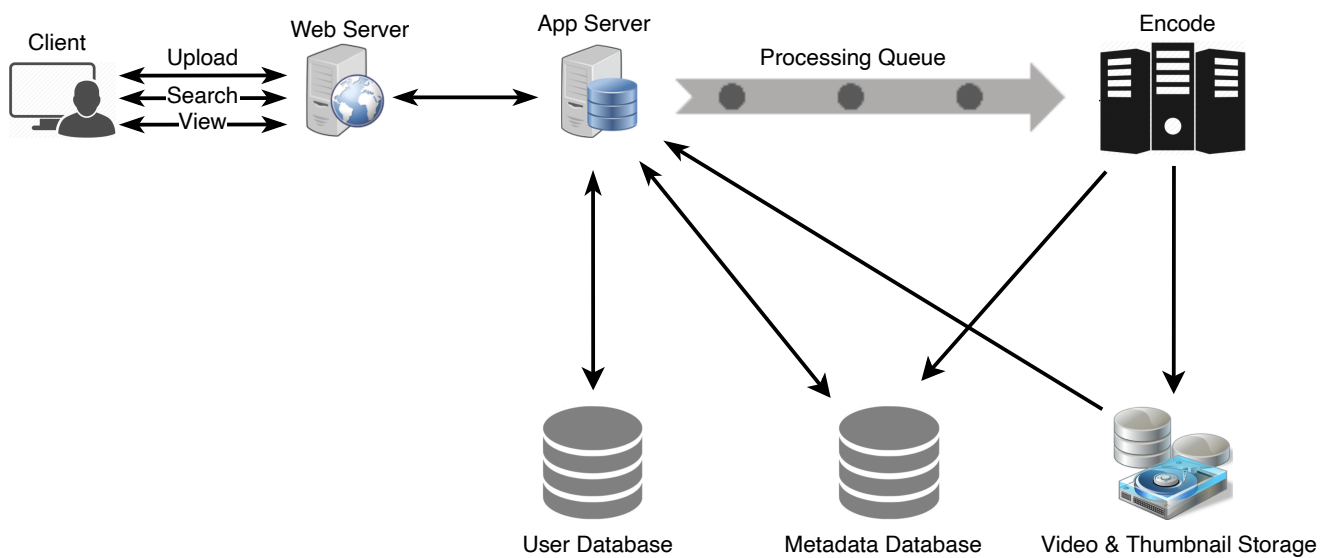 Client
Web Server
App Server
Encode
Upload
Search
View
Processing Queue
User Database
Metadata Database
Video & Thumbnail Storage